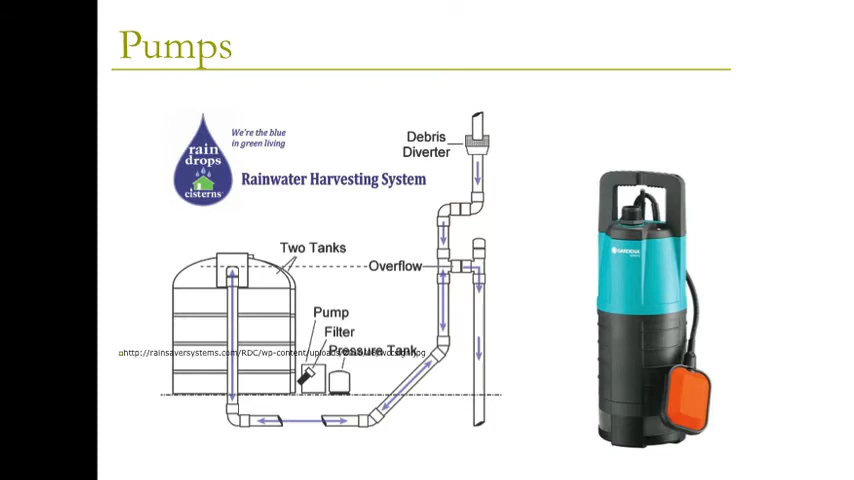 Pumps
We're the blue
in green living
rain
drops
cisterns
Rainwater Harvesting System
Debris
Diverter
Two Tanks
Overflow
Pump
Filter
Pressure Tank
GARDENA